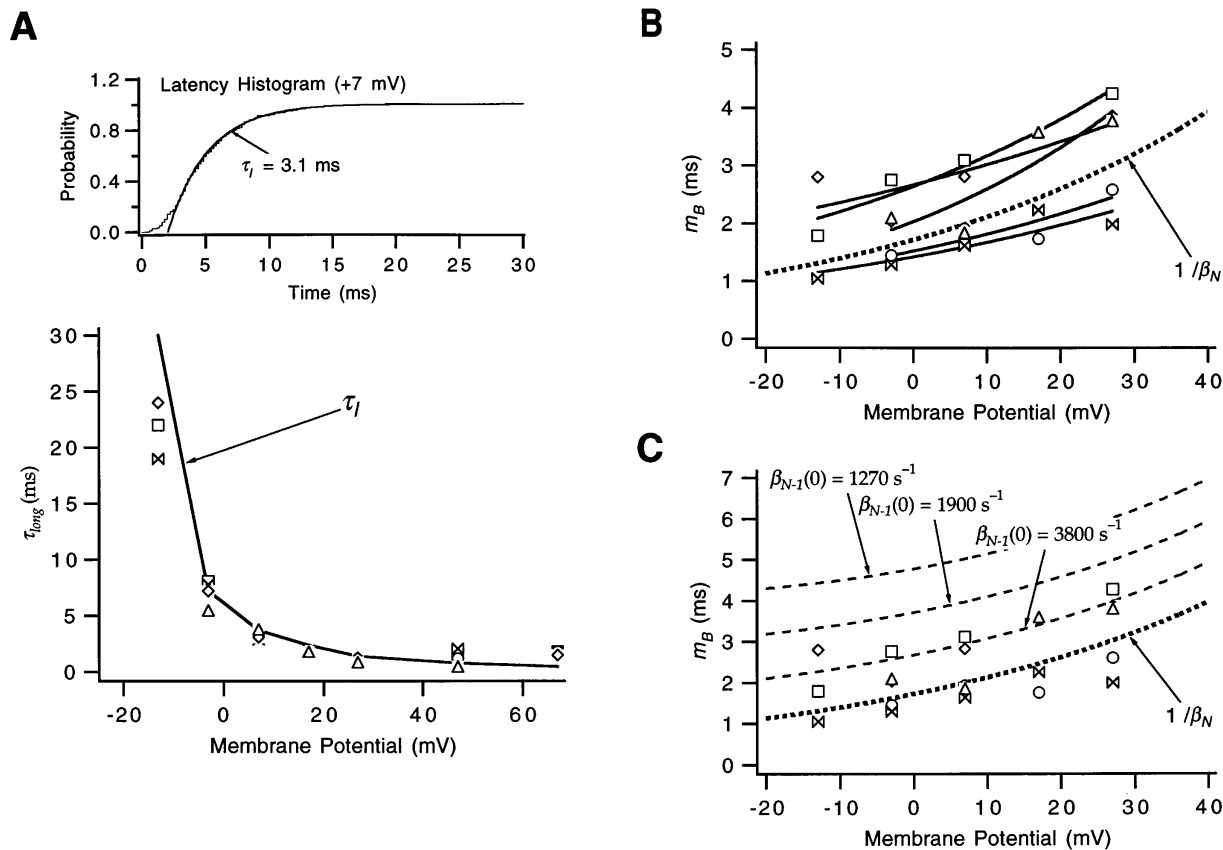 A
Latency Histogram (+7 mV)
Probability
1.2
0.8
0.4
0.0
τl = 3.1 ms
0 5 10 15 20 25 30
Time (ms)
τlong (ms)
30
25
20
15
10
5
0
τl
-20 0 20 40 60
Membrane Potential (mV)
B
mB (ms)
5
4
3
2
1
0
1 /βN
-20 -10 0 10 20 30 40
Membrane Potential (mV)
C
mB (ms)
7
6
5
4
3
2
1
0
βN-1(0) = 1270 s⁻¹
βN-1(0) = 1900 s⁻¹
βN-1(0) = 3800 s⁻¹
1 /βN
-20 -10 0 10 20 30 40
Membrane Potential (mV)